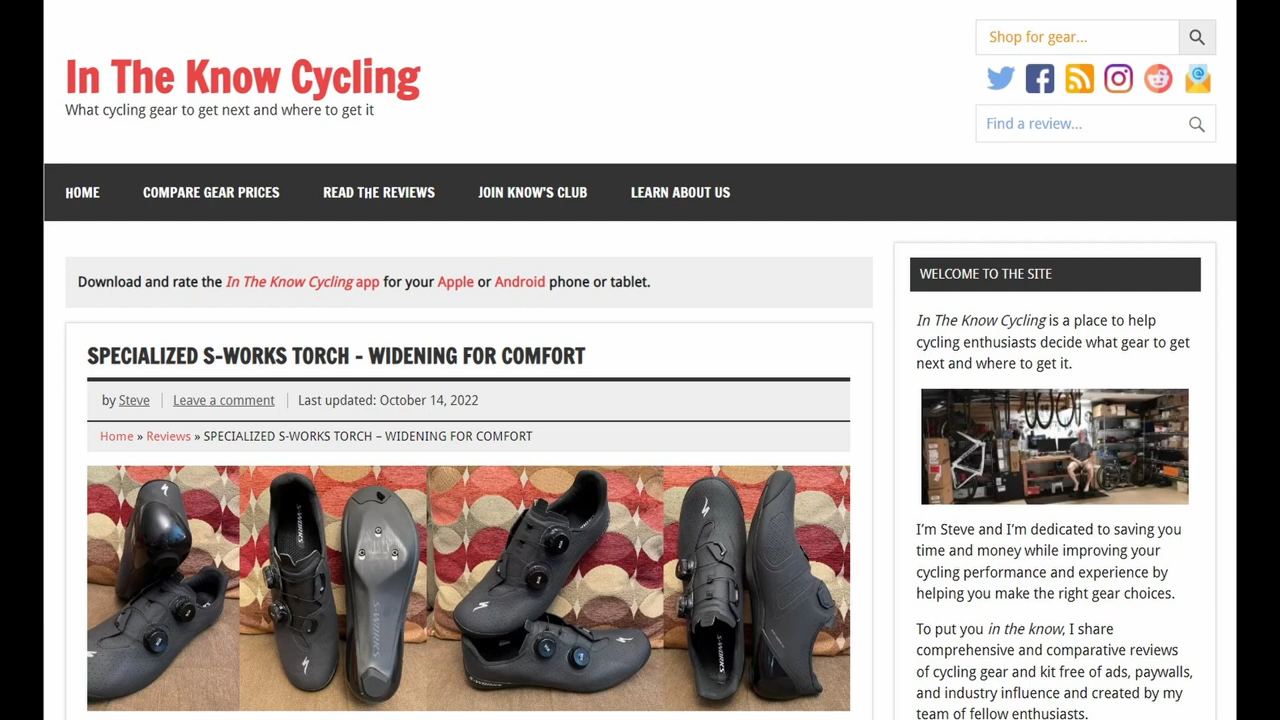 In The Know Cycling
What cycling gear to get next and where to get it
Shop for gear...
Find a review...
HOME
COMPARE GEAR PRICES
READ THE REVIEWS
JOIN KNOW'S CLUB
LEARN ABOUT US
Download and rate the In The Know Cycling app for your Apple or Android phone or tablet.
SPECIALIZED S-WORKS TORCH – WIDENING FOR COMFORT
by Steve
Leave a comment
Last updated: October 14, 2022
Home » Reviews » SPECIALIZED S-WORKS TORCH – WIDENING FOR COMFORT
S-WORKS
S-WORKS
S-WORKS
WELCOME TO THE SITE
In The Know Cycling is a place to help
cycling enthusiasts decide what gear to get
next and where to get it.
I'm Steve and I'm dedicated to saving you
time and money while improving your
cycling performance and experience by
helping you make the right gear choices.
To put you in the know, I share
comprehensive and comparative reviews
of cycling gear and kit free of ads, paywalls,
and industry influence and created by my
team of fellow enthusiasts.